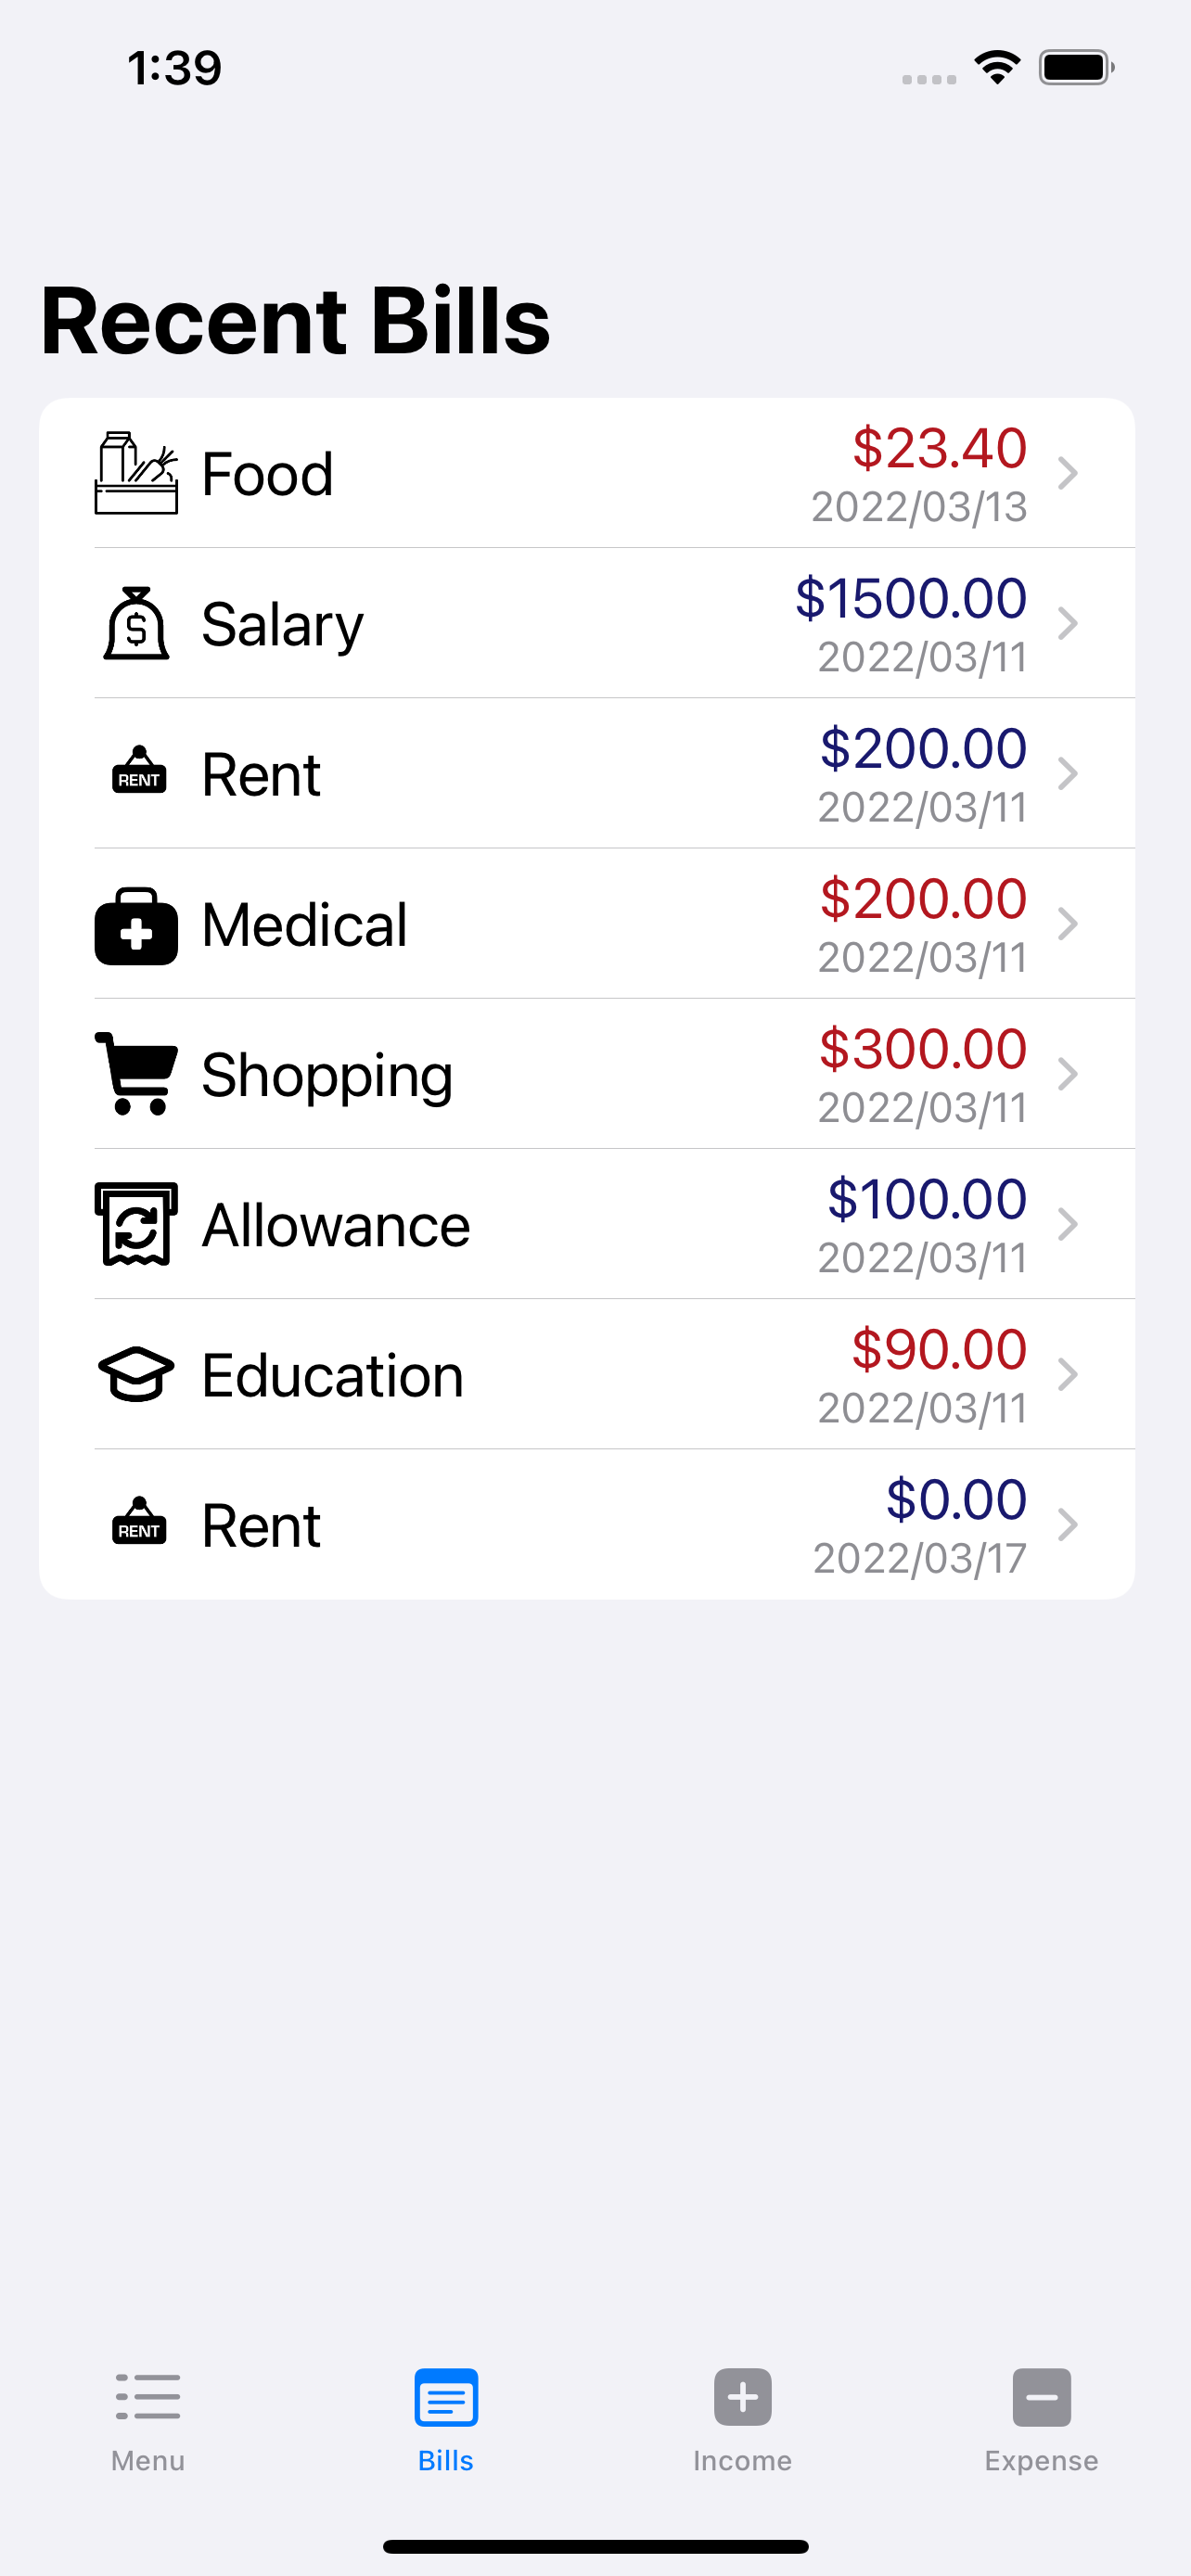 1:39
Recent Bills
Food
$23.40
2022/03/13
Salary
$1500.00
2022/03/11
RENT
Rent
$200.00
2022/03/11
Medical
$200.00
2022/03/11
Shopping
$300.00
2022/03/11
Allowance
$100.00
2022/03/11
Education
$90.00
2022/03/11
RENT
Rent
$0.00
2022/03/17
Menu
Bills
Income
Expense